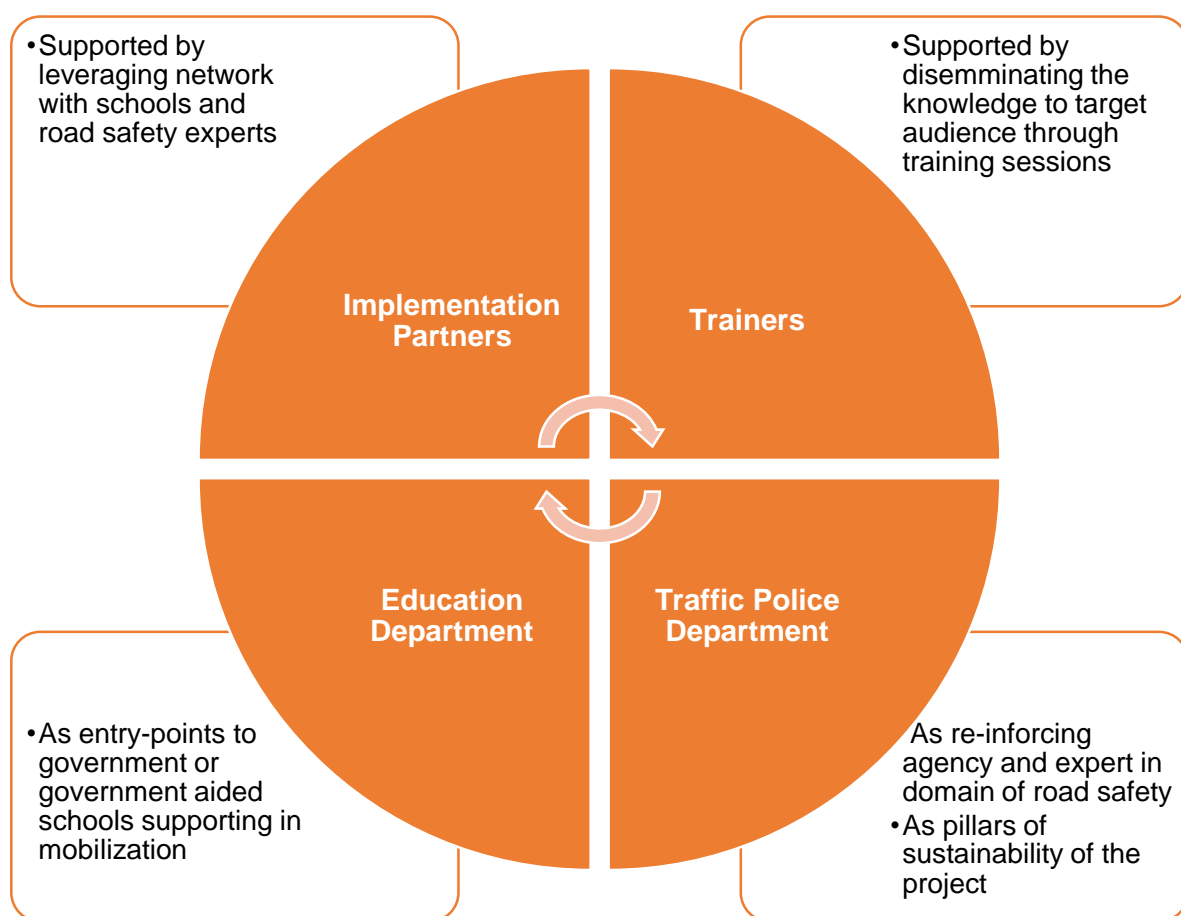 •Supported by
leveraging network
with schools and
road safety experts
•Supported by
disemminating the
knowledge to target
audience through
training sessions
Implementation
Partners
Trainers
Education
Department
Traffic Police
Department
•As entry-points to
government or
government aided
schools supporting in
mobilization
As re-inforcing
agency and expert in
domain of road safety
•As pillars of
sustainability of the
project